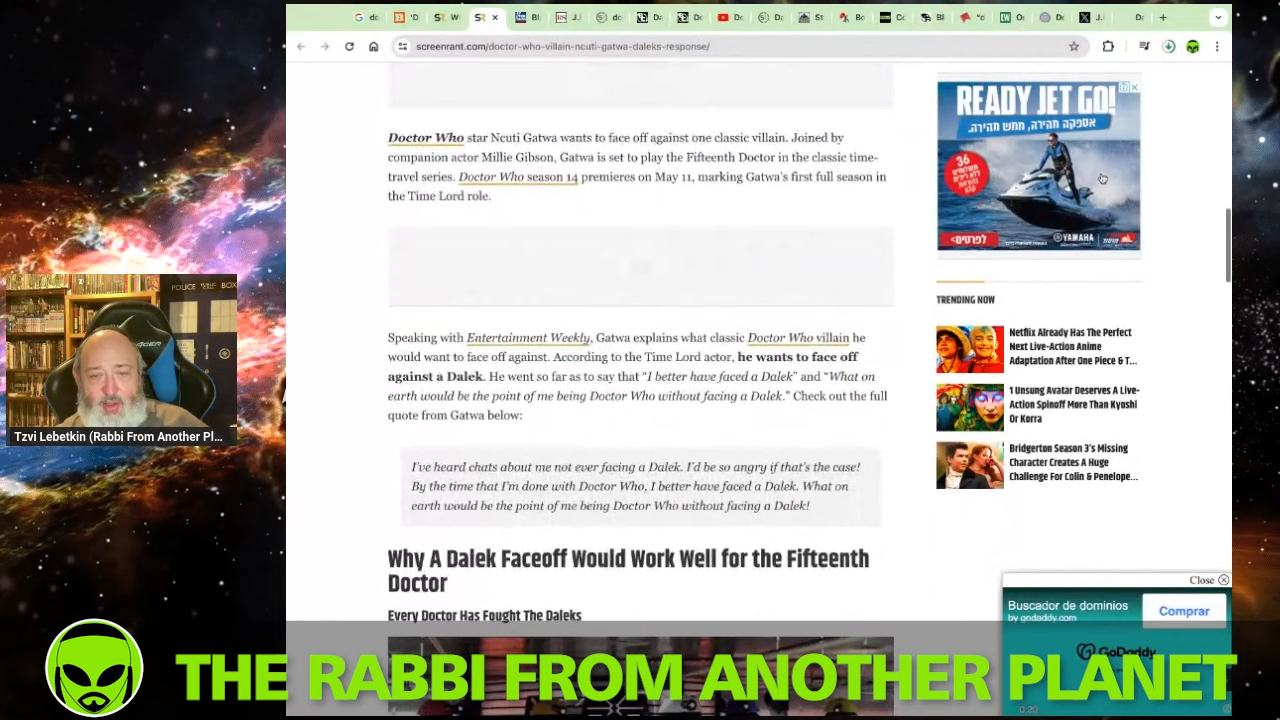 screenrant.com/doctor-who-villain-ncuti-gatwa-daleks-response/
Doctor Who star Ncuti Gatwa wants to face off against one classic villain. Joined by
companion actor Millie Gibson, Gatwa is set to play the Fifteenth Doctor in the classic time-
travel series. Doctor Who season 14 premieres on May 11, marking Gatwa's first full season in
the Time Lord role.
Speaking with Entertainment Weekly, Gatwa explains what classic Doctor Who villain he
would want to face off against. According to the Time Lord actor, he wants to face off
against a Dalek. He went so far as to say that “I better have faced a Dalek” and “What on
earth would be the point of me being Doctor Who without facing a Dalek.” Check out the full
quote from Gatwa below:
I've heard chats about me not ever facing a Dalek. I'd be so angry if that's the case!
By the time that I'm done with Doctor Who, I better have faced a Dalek. What on
earth would be the point of me being Doctor Who without facing a Dalek!
Why A Dalek Faceoff Would Work Well for the Fifteenth
Doctor
Every Doctor Has Fought The Daleks
READY JET GO!
אספקה מהירה, ממש מהירה.
36
תשלומים
ללא ריבית
YAMAHA
לפרטים>
TRENDING NOW
Netflix Already Has The Perfect
Next Live-Action Anime
Adaptation After One Piece & T...
1 Unsung Avatar Deserves A Live-
Action Spinoff More Than Kyoshi
Or Korra
Bridgerton Season 3's Missing
Character Creates A Huge
Challenge For Colin & Penelope...
Close
Buscador de dominios
by godaddy.com
Comprar
GoDaddy
0:20
POLICE BOX
ACER
Tzvi Lebetkin (Rabbi From Another Pl...
THE RABBI FROM ANOTHER PLANET